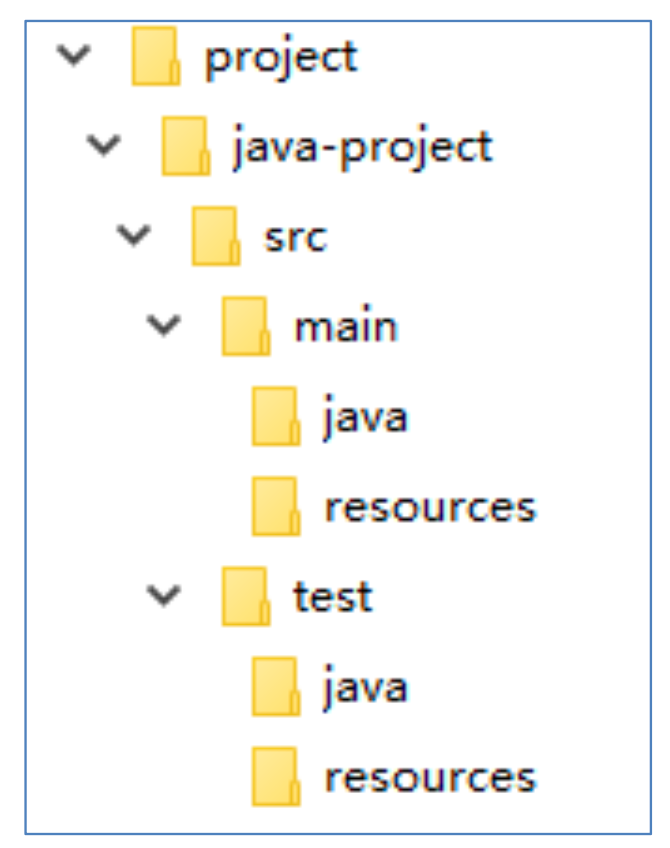 project
java-project
src
main
java
resources
test
java
resources